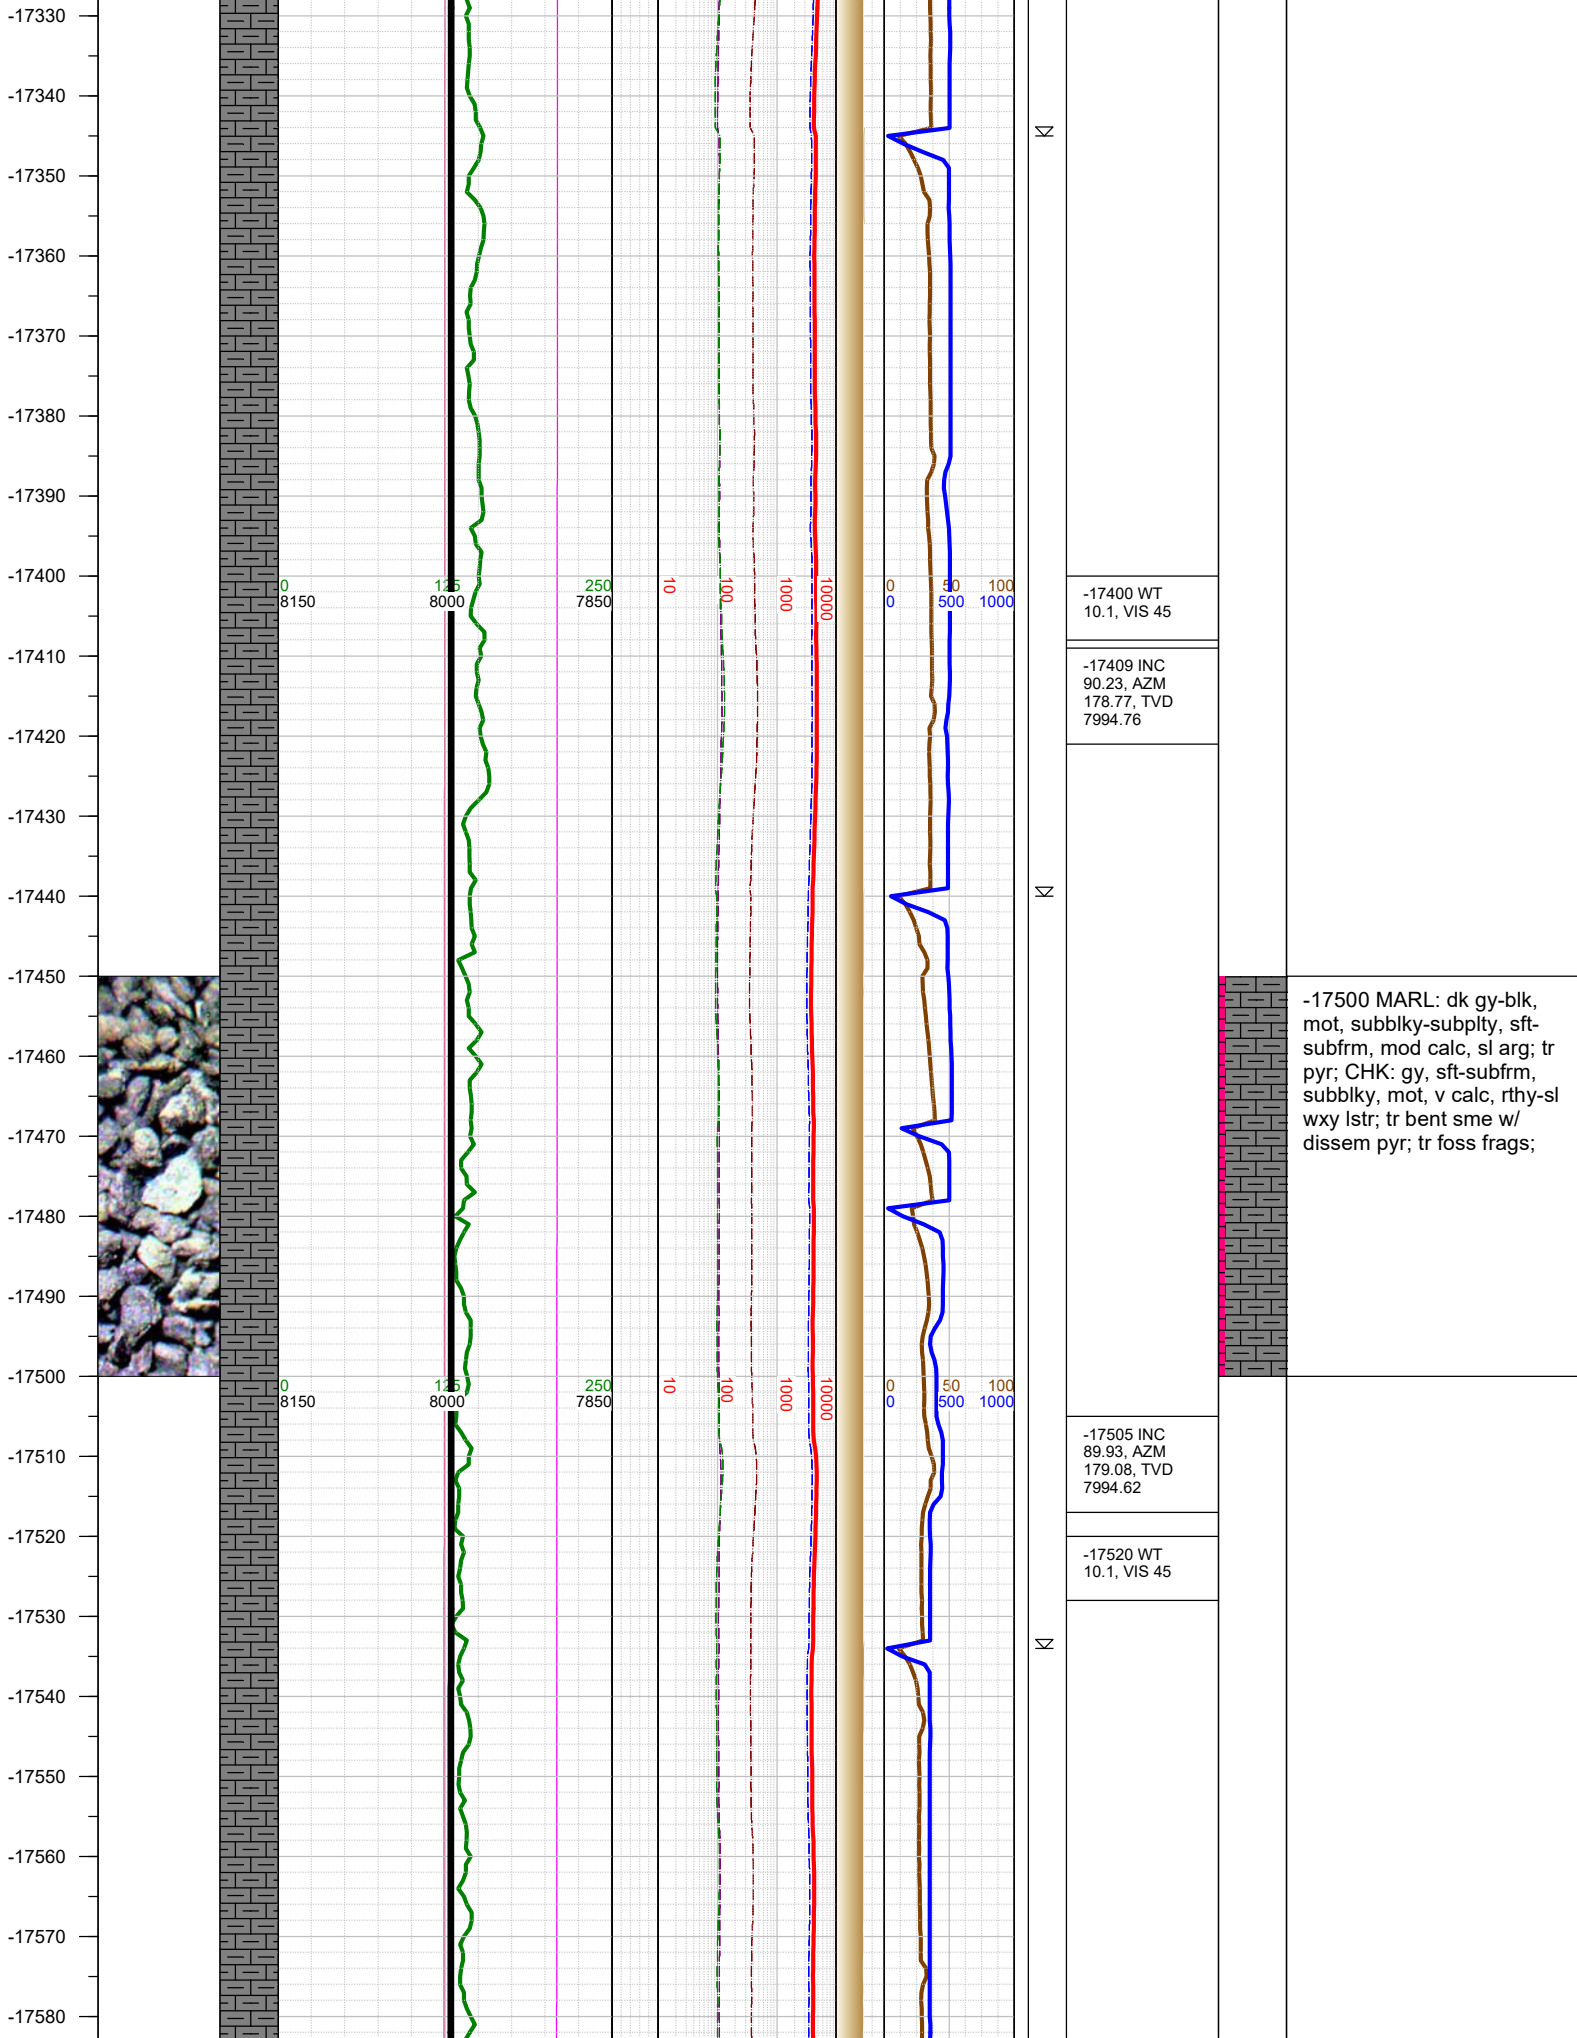 -17330
-17340
-17350
-17360
-17370
-17380
-17390
-17400
0 125 250 10 100 1000 10000 0 50 100
8150 8000 7850 0 500 1000
-17400 WT
10.1, VIS 45
-17410
-17409 INC
90.23, AZM
178.77, TVD
7994.76
-17420
-17430
-17440
-17450
-17500 MARL: dk gy-blk,
mot, subblky-subplty, sft-
subfrm, mod calc, sl arg; tr
pyr; CHK: gy, sft-subfrm,
subblky, mot, v calc, rthy-sl
wxy lstr; tr bent sme w/
dissem pyr; tr foss frags;
-17460
-17470
-17480
-17490
-17500
0 125 250 10 100 1000 10000 0 50 100
8150 8000 7850 0 500 1000
-17505 INC
89.93, AZM
179.08, TVD
7994.62
-17510
-17520
-17520 WT
10.1, VIS 45
-17530
-17540
-17550
-17560
-17570
-17580